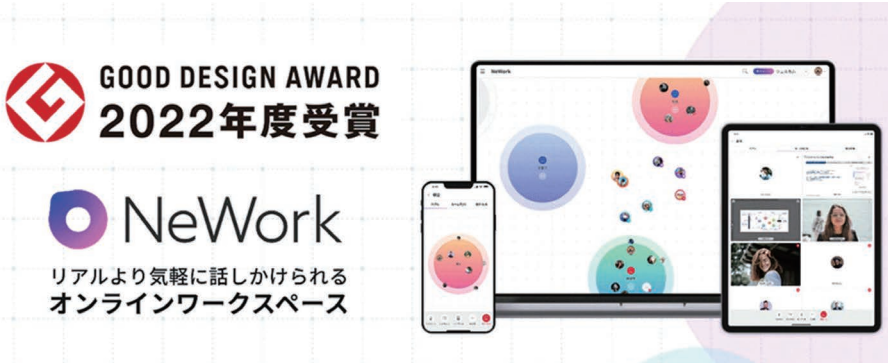 GOOD DESIGN AWARD
2022年度受賞
NeWork
リアルより気軽に話しかけられる
オンラインワークスペース
NeWork